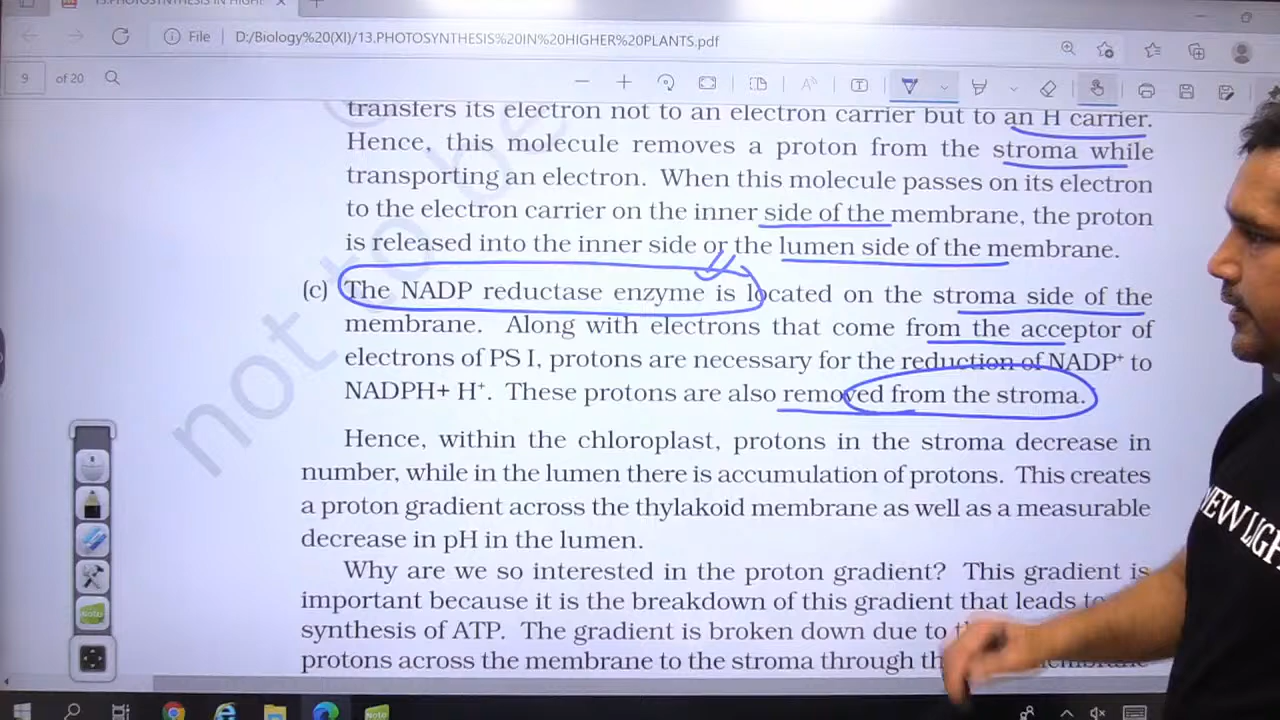 13.PHOTOSYNTHESIS IN HIGHE
File D:/Biology%20(XI)/13.PHOTOSYNTHESIS%20IN%20HIGHER%20PLANTS.pdf
9 of 20
transfers its electron not to an electron carrier but to an H carrier.
Hence, this molecule removes a proton from the stroma while
transporting an electron. When this molecule passes on its electron
to the electron carrier on the inner side of the membrane, the proton
is released into the inner side or the lumen side of the membrane.
(c) The NADP reductase enzyme is located on the stroma side of the
membrane. Along with electrons that come from the acceptor of
electrons of PS I, protons are necessary for the reduction of NADP⁺ to
NADPH+ H⁺. These protons are also removed from the stroma.
Hence, within the chloroplast, protons in the stroma decrease in
number, while in the lumen there is accumulation of protons. This creates
a proton gradient across the thylakoid membrane as well as a measurable
decrease in pH in the lumen.
Why are we so interested in the proton gradient? This gradient is
important because it is the breakdown of this gradient that leads to
synthesis of ATP. The gradient is broken down due to
protons across the membrane to the stroma through
not to be
NEW LIGH
Note
Note